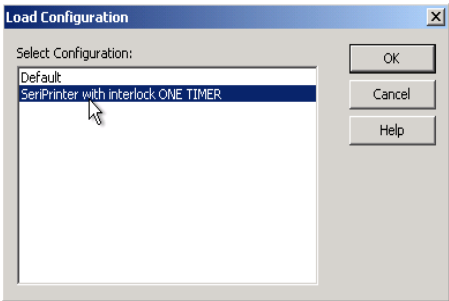 Load Configuration
Select Configuration:
OK
Default
SeriPrinter with interlock ONE TIMER
Cancel
Help